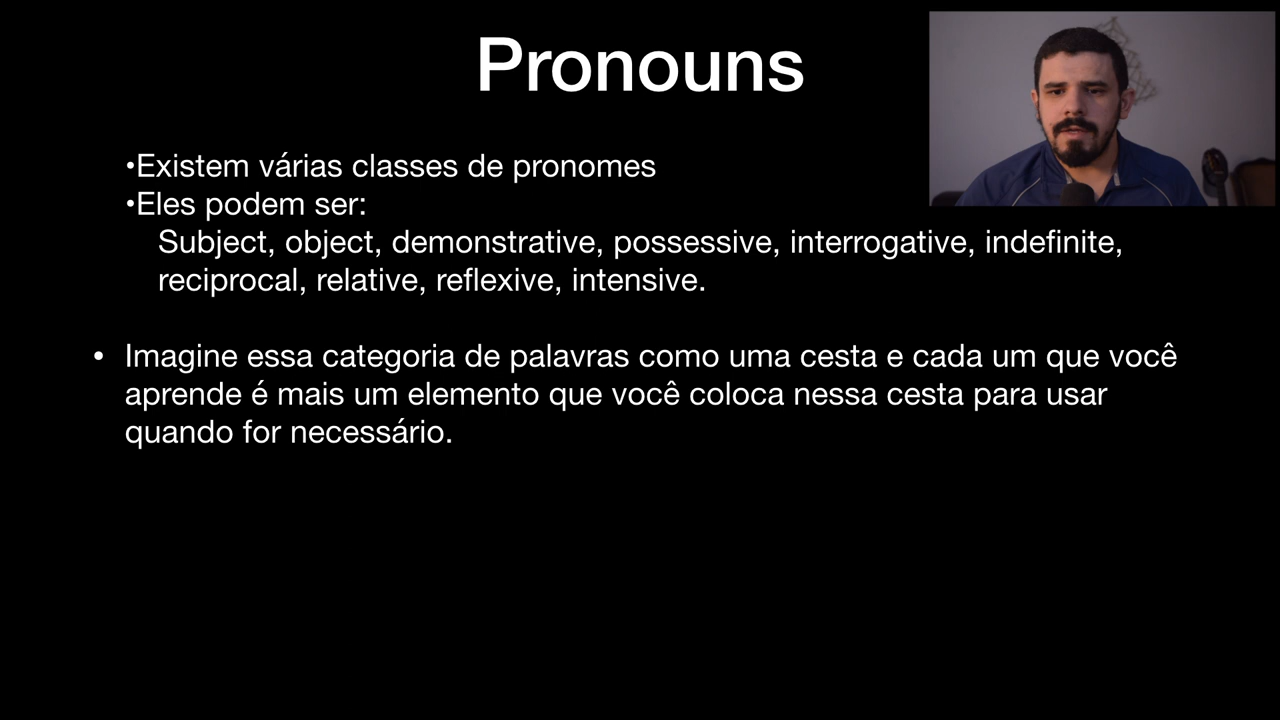 Pronouns
•Existem várias classes de pronomes
•Eles podem ser:
Subject, object, demonstrative, possessive, interrogative, indefinite,
reciprocal, relative, reflexive, intensive.
• Imagine essa categoria de palavras como uma cesta e cada um que você
aprende é mais um elemento que você coloca nessa cesta para usar
quando for necessário.